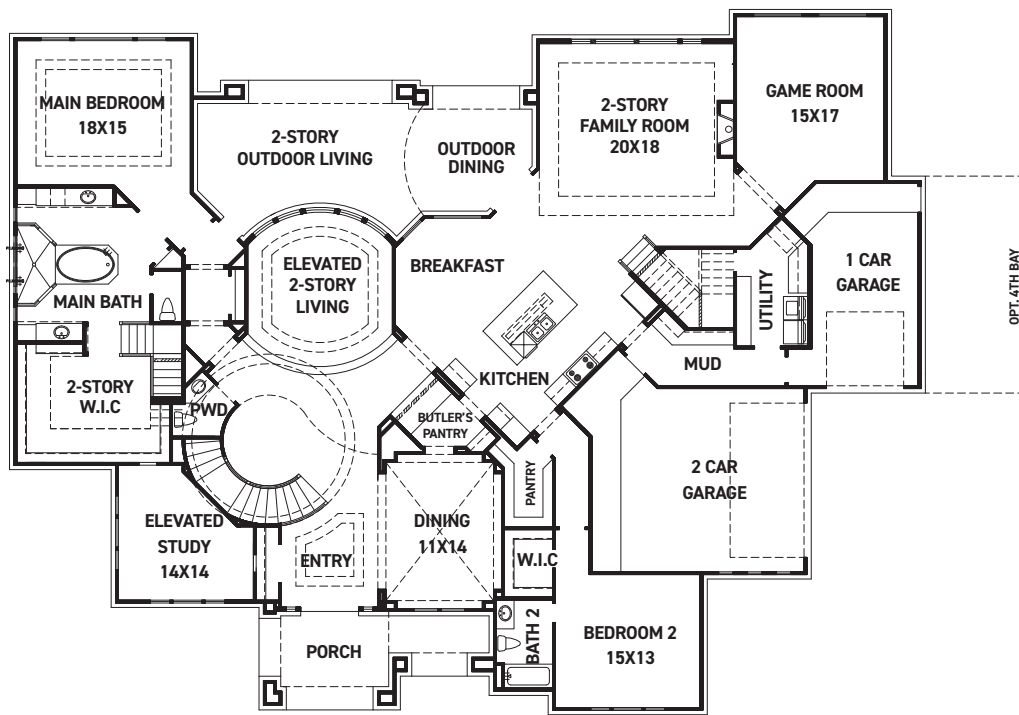 MAIN BEDROOM
18X15
2-STORY
OUTDOOR LIVING
OUTDOOR
DINING
2-STORY
FAMILY ROOM
20X18
GAME ROOM
15X17
ELEVATED
2-STORY
LIVING
BREAKFAST
1 CAR
GARAGE
OPT. 4TH BAY
UTILITY
MAIN BATH
2-STORY
W.I.C
PWD
KITCHEN
MUD
BUTLER'S
PANTRY
PANTRY
2 CAR
GARAGE
ELEVATED
STUDY
14X14
ENTRY
DINING
11X14
W.I.C
BATH 2
BEDROOM 2
15X13
PORCH